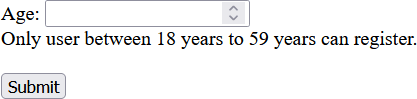 Age:
Only user between 18 years to 59 years can register.
Submit